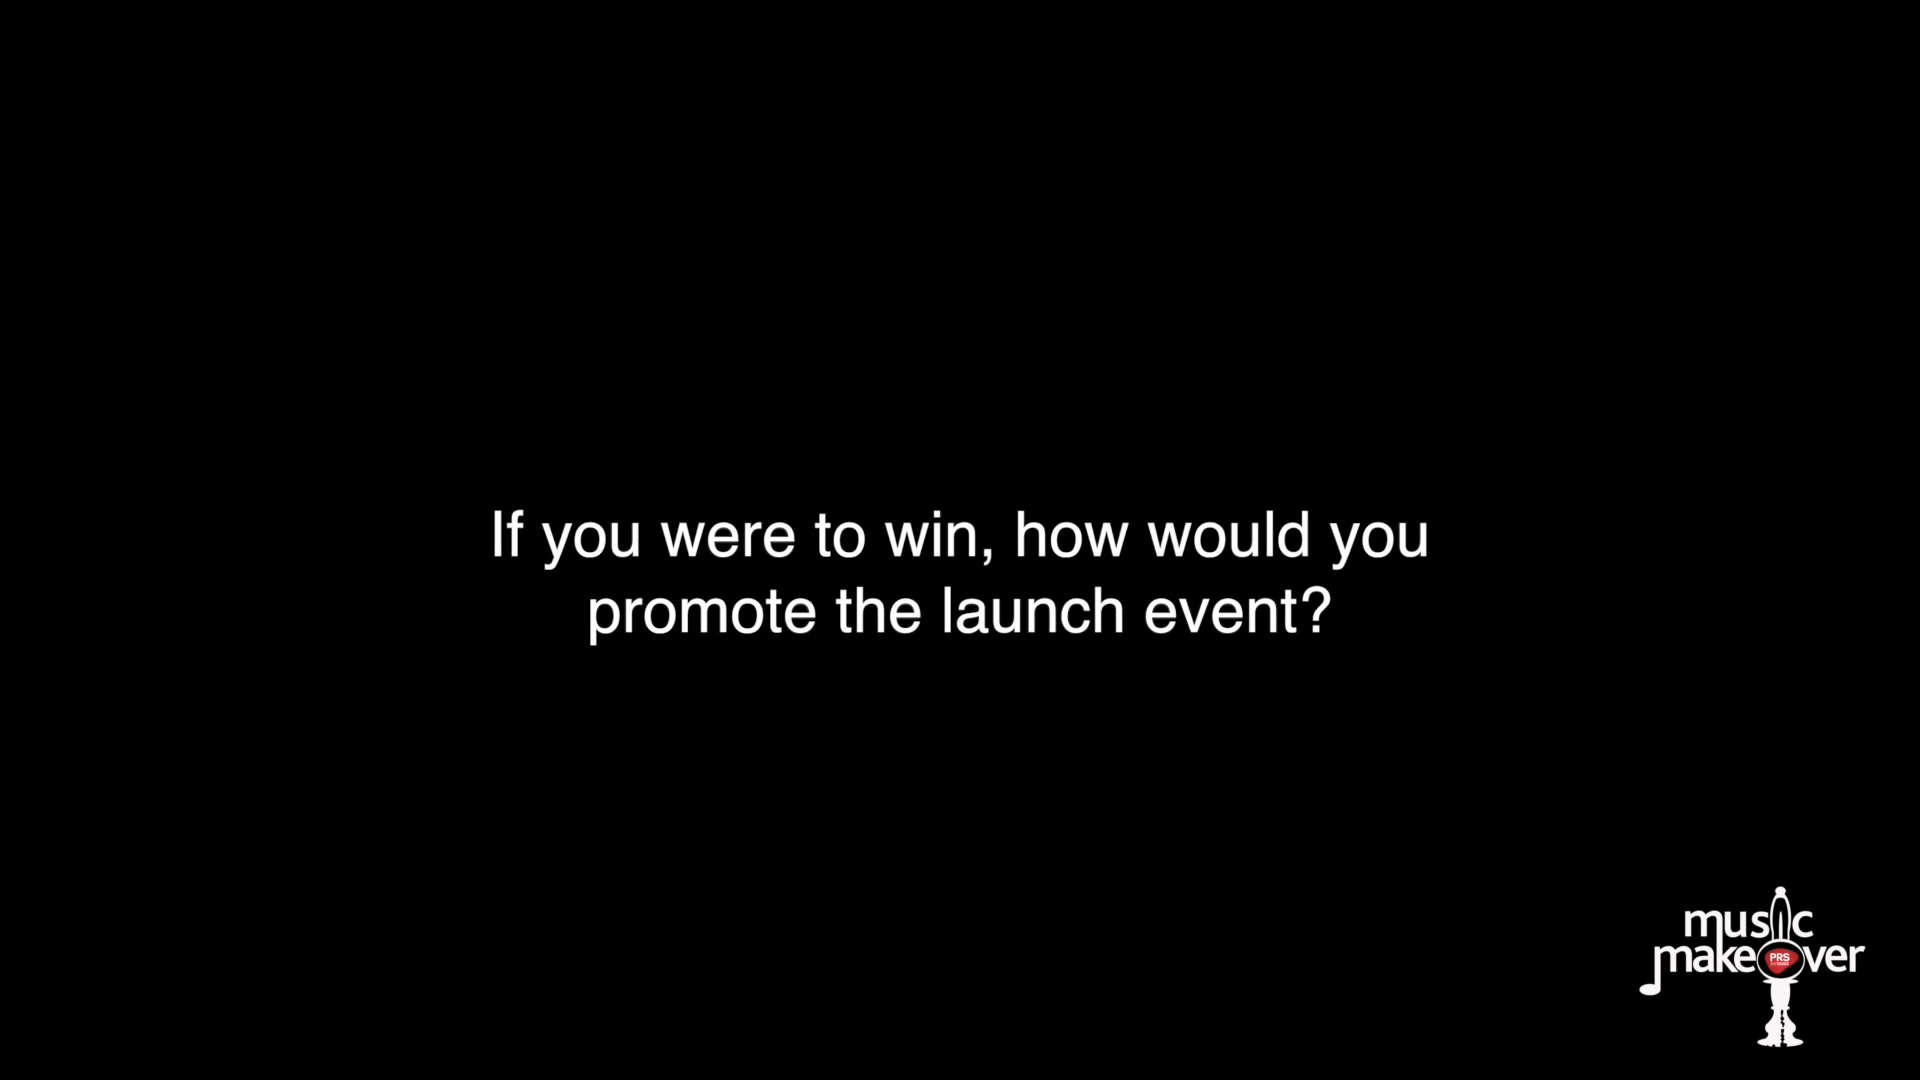 If you were to win, how would you
promote the launch event?
music
makeover
PRS